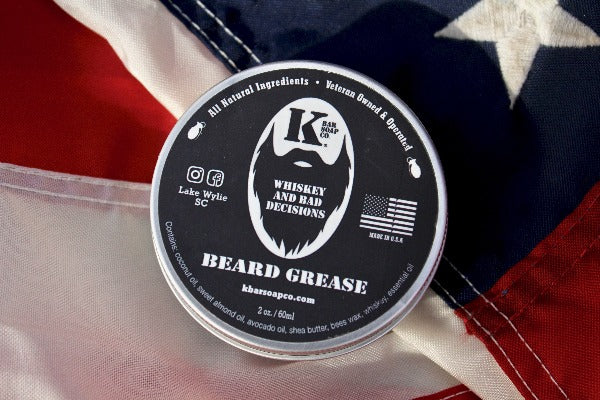 All Natural Ingredients • Veteran Owned & Operated
K BAR
SOAP
CO.
Lake Wylie
SC
WHISKEY
AND BAD
DECISIONS
MADE IN U.S.A
BEARD GREASE
kbarsoapco.com
2 oz. / 60ml
Contains: coconut oil, sweet almond oil, avocado oil, shea butter, bees wax, whiskey, essential oil